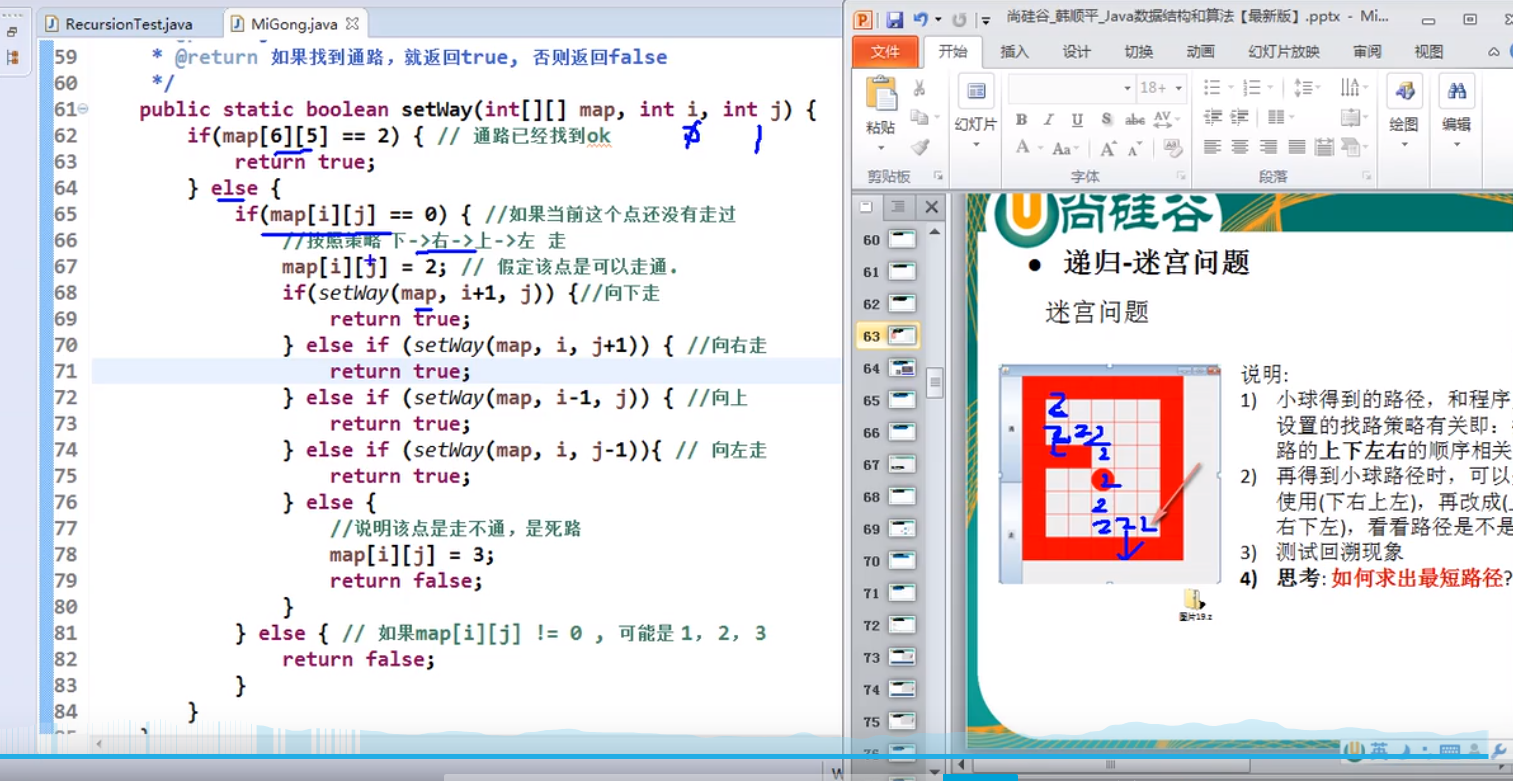 RecursionTest.java
MiGong.java
59 * @return 如果找到通路，就返回true, 否则返回false
60 */
61 public static boolean setWay(int[][] map, int i, int j) {
62 if(map[6][5] == 2) { // 通路已经找到ok
63 return true;
64 } else {
65 if(map[i][j] == 0) { //如果当前这个点还没有走过
66 //按照策略 下->右->上->左 走
67 map[i][j] = 2; // 假定该点是可以走通.
68 if(setWay(map, i+1, j)) {//向下走
69 return true;
70 } else if (setWay(map, i, j+1)) { //向右走
71 return true;
72 } else if (setWay(map, i-1, j)) { //向上
73 return true;
74 } else if (setWay(map, i, j-1)){ // 向左走
75 return true;
76 } else {
77 //说明该点是走不通，是死路
78 map[i][j] = 3;
79 return false;
80 }
81 } else { // 如果map[i][j] != 0 , 可能是 1, 2, 3
82 return false;
83 }
84 }
尚硅谷_韩顺平_Java数据结构和算法【最新版】.pptx - Mi...
文件 开始 插入 设计 切换 动画 幻灯片放映 审阅 视图
18+
粘贴 幻灯片 B I U S abc AV 绘图 编辑
A Aa A A
剪贴板 字体 段落
60
61
62
63
64
65
66
67
68
69
70
71
72
73
74
75
76
尚硅谷
• 递归-迷宫问题
迷宫问题
说明:
1) 小球得到的路径，和程序
设置的找路策略有关即：
路的上下左右的顺序相关
2) 再得到小球路径时，可以
使用(下右上左)，再改成(
右下左)，看看路径是不是
3) 测试回溯现象
4) 思考: 如何求出最短路径?
图片19.z
2
2 2 2
2
2
2
2 2 2
英